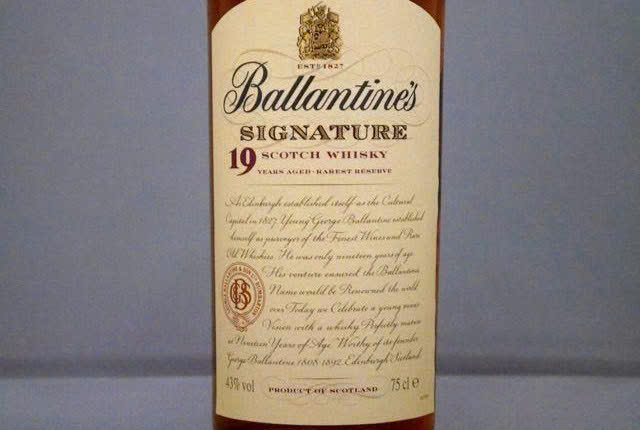 ESTD 1827
Ballantine's
SIGNATURE
19 SCOTCH WHISKY
YEARS AGED · RAREST RESERVE
As Edinburgh established itself as the Cultural
Capital in 1827 Young George Ballantine established
himself as purveyor of the Finest Wines and Rare
Old Whiskies. He was only nineteen years of age
His venture ensured the Ballantine
Name would be Renowned the world
over Today we Celebrate a young man's
Vision with a whisky Perfectly mature
at Nineteen Years of Age Worthy of its founder
George Ballantine 1808-1892 Edinburgh Scotland
GB&S
43% vol PRODUCT OF SCOTLAND 75 cl e